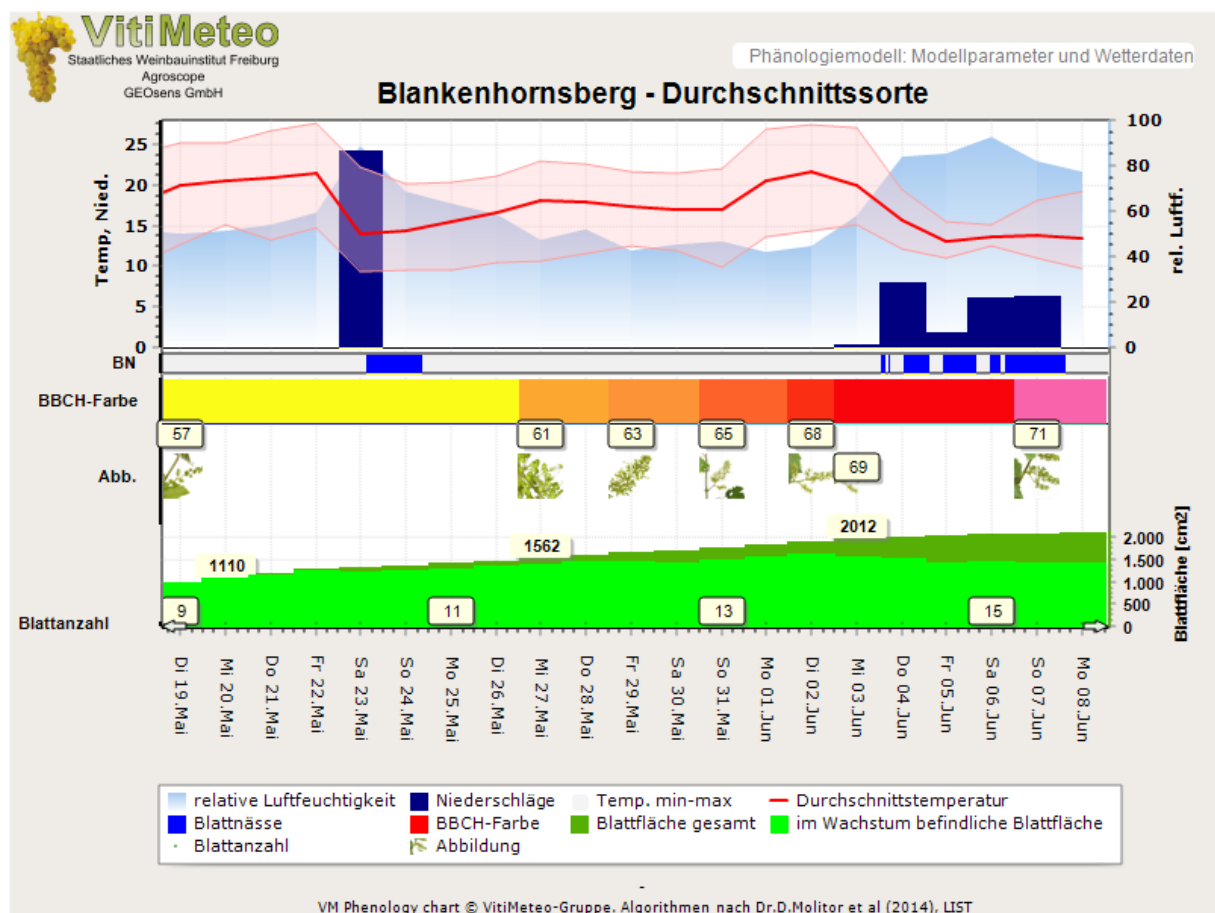 VitiMeteo
Staatliches Weinbauinstitut Freiburg
Agroscope
GEOsens GmbH
Phänologiemodell: Modellparameter und Wetterdaten
Blankenhornsberg - Durchschnittssorte
Temp, Nied.
25
20
15
10
5
0
100
80
60
40
20
0
rel. Luftf.
BN
BBCH-Farbe
57
61
63
65
68
71
Abb.
69
1110
1562
2012
2.000
1.500
1.000
500
0
Blattfläche [cm2]
9
11
13
15
Blattanzahl
Di 19.Mai
Mi 20.Mai
Do 21.Mai
Fr 22.Mai
Sa 23.Mai
So 24.Mai
Mo 25.Mai
Di 26.Mai
Mi 27.Mai
Do 28.Mai
Fr 29.Mai
Sa 30.Mai
So 31.Mai
Mo 01.Jun
Di 02.Jun
Mi 03.Jun
Do 04.Jun
Fr 05.Jun
Sa 06.Jun
So 07.Jun
Mo 08.Jun
relative Luftfeuchtigkeit Niederschläge Temp. min-max Durchschnittstemperatur
Blattnässe BBCH-Farbe Blattfläche gesamt im Wachstum befindliche Blattfläche
Blattanzahl Abbildung
-
VM Phenology chart © VitiMeteo-Gruppe, Algorithmen nach Dr.D.Molitor et al (2014), LIST